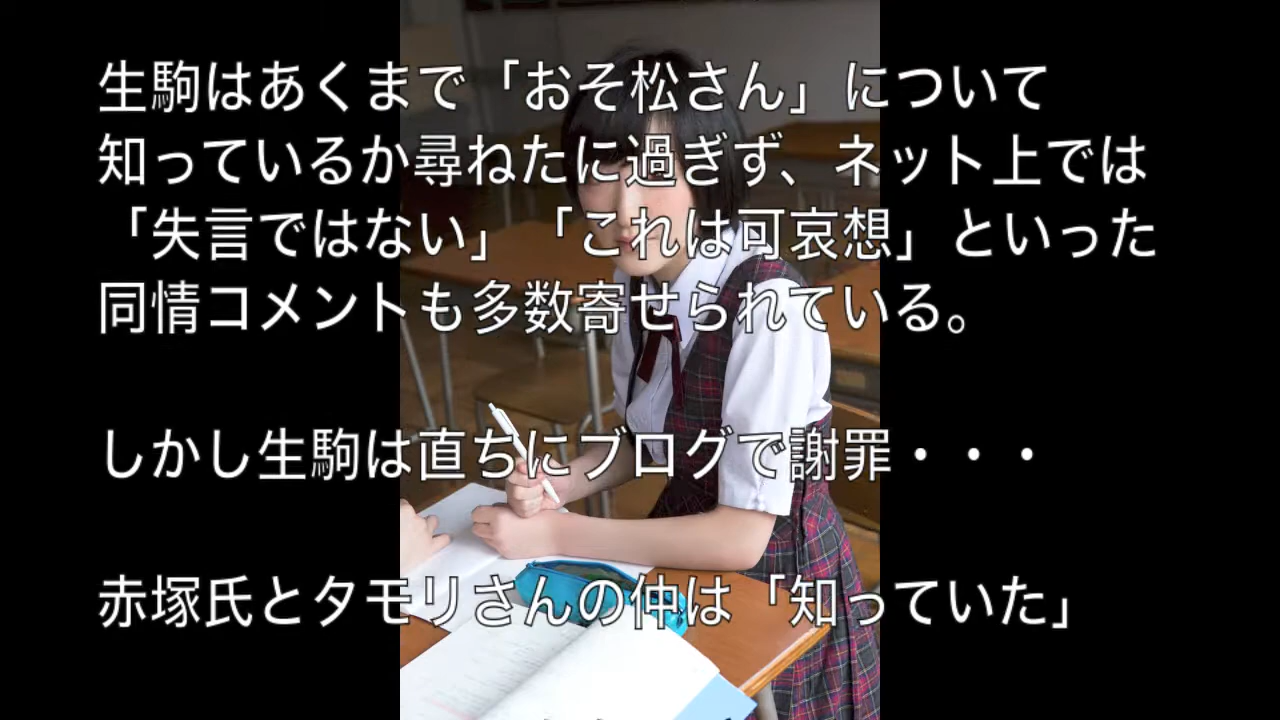 生駒はあくまで「おそ松さん」について
知っているか尋ねたに過ぎず、ネット上では
「失言ではない」「これは可哀想」といった
同情コメントも多数寄せられている。
しかし生駒は直ちにブログで謝罪・・・
赤塚氏とタモリさんの仲は「知っていた」